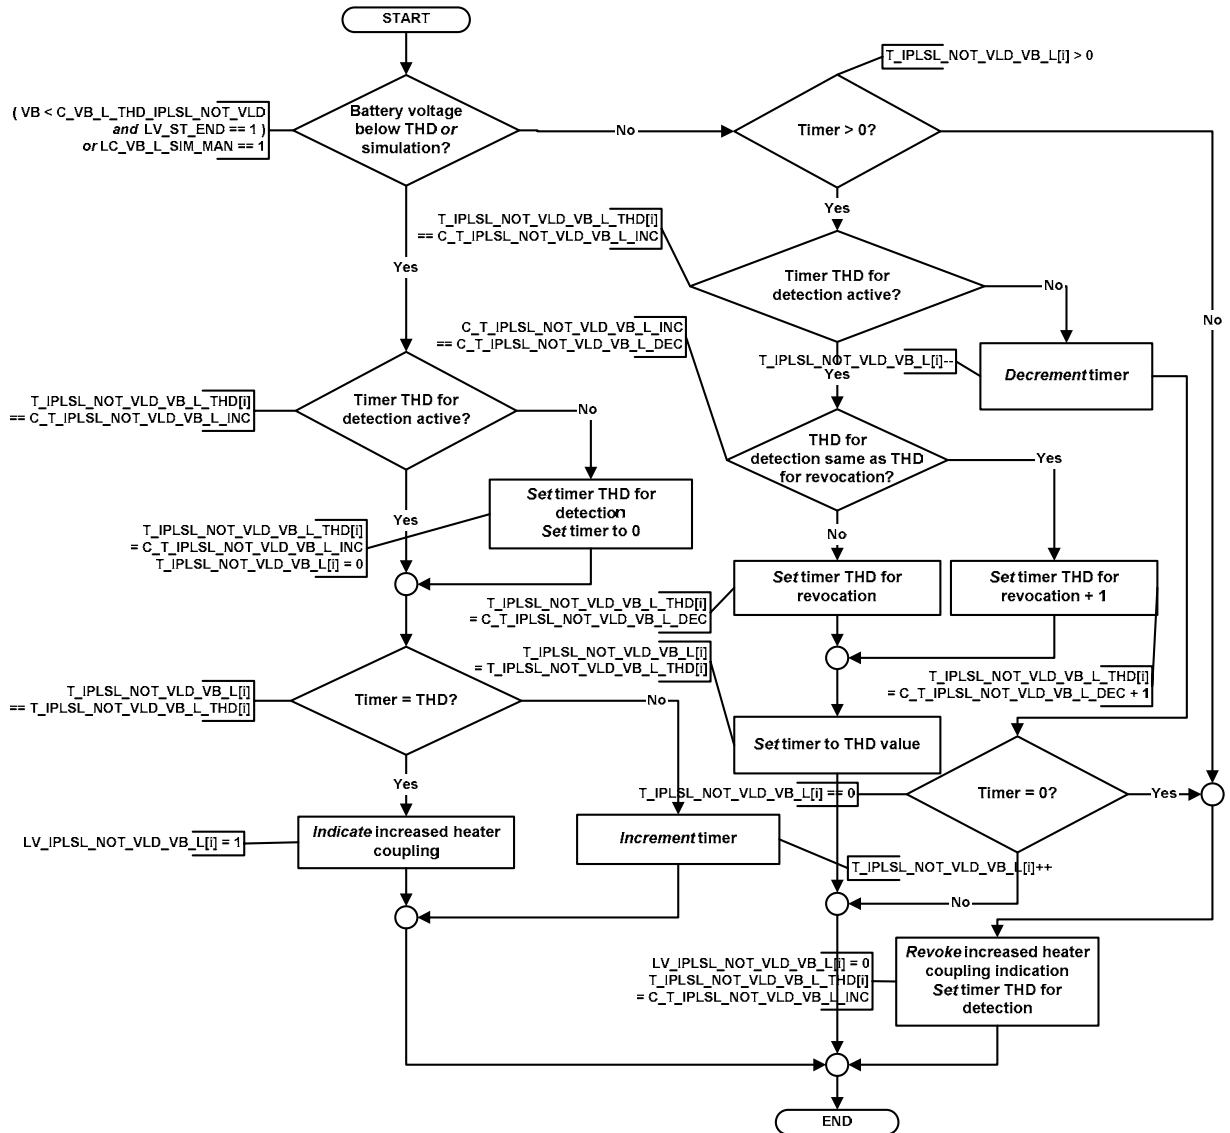 START
T_IPLSL_NOT_VLD_VB_L[i] > 0
( VB < C_VB_L_THD_IPLSL_NOT_VLD
and LV_ST_END == 1 )
or LC_VB_L_SIM_MAN == 1
Battery voltage
below THD or
simulation?
No
Timer > 0?
Yes
T_IPLSL_NOT_VLD_VB_L_THD[i]
== C_T_IPLSL_NOT_VLD_VB_L_INC
Yes
Timer THD for
detection active?
No
No
C_T_IPLSL_NOT_VLD_VB_L_INC
== C_T_IPLSL_NOT_VLD_VB_L_DEC
T_IPLSL_NOT_VLD_VB_L[i]--
Yes
Decrement timer
T_IPLSL_NOT_VLD_VB_L_THD[i]
== C_T_IPLSL_NOT_VLD_VB_L_INC
Timer THD for
detection active?
No
THD for
detection same as THD
for revocation?
Yes
Set timer THD for
detection
Set timer to 0
Yes
No
T_IPLSL_NOT_VLD_VB_L_THD[i]
= C_T_IPLSL_NOT_VLD_VB_L_INC
T_IPLSL_NOT_VLD_VB_L[i] = 0
Set timer THD for
revocation
Set timer THD for
revocation + 1
T_IPLSL_NOT_VLD_VB_L_THD[i]
= C_T_IPLSL_NOT_VLD_VB_L_DEC
T_IPLSL_NOT_VLD_VB_L[i]
= T_IPLSL_NOT_VLD_VB_L_THD[i]
T_IPLSL_NOT_VLD_VB_L_THD[i]
= C_T_IPLSL_NOT_VLD_VB_L_DEC + 1
T_IPLSL_NOT_VLD_VB_L[i]
== T_IPLSL_NOT_VLD_VB_L_THD[i]
Timer = THD?
No
Set timer to THD value
Yes
T_IPLSL_NOT_VLD_VB_L[i] == 0
Timer = 0?
Yes
LV_IPLSL_NOT_VLD_VB_L[i] = 1
Indicate increased heater
coupling
Increment timer
T_IPLSL_NOT_VLD_VB_L[i]++
No
LV_IPLSL_NOT_VLD_VB_L[i] = 0
T_IPLSL_NOT_VLD_VB_L_THD[i]
= C_T_IPLSL_NOT_VLD_VB_L_INC
Revoke increased heater
coupling indication
Set timer THD for
detection
END